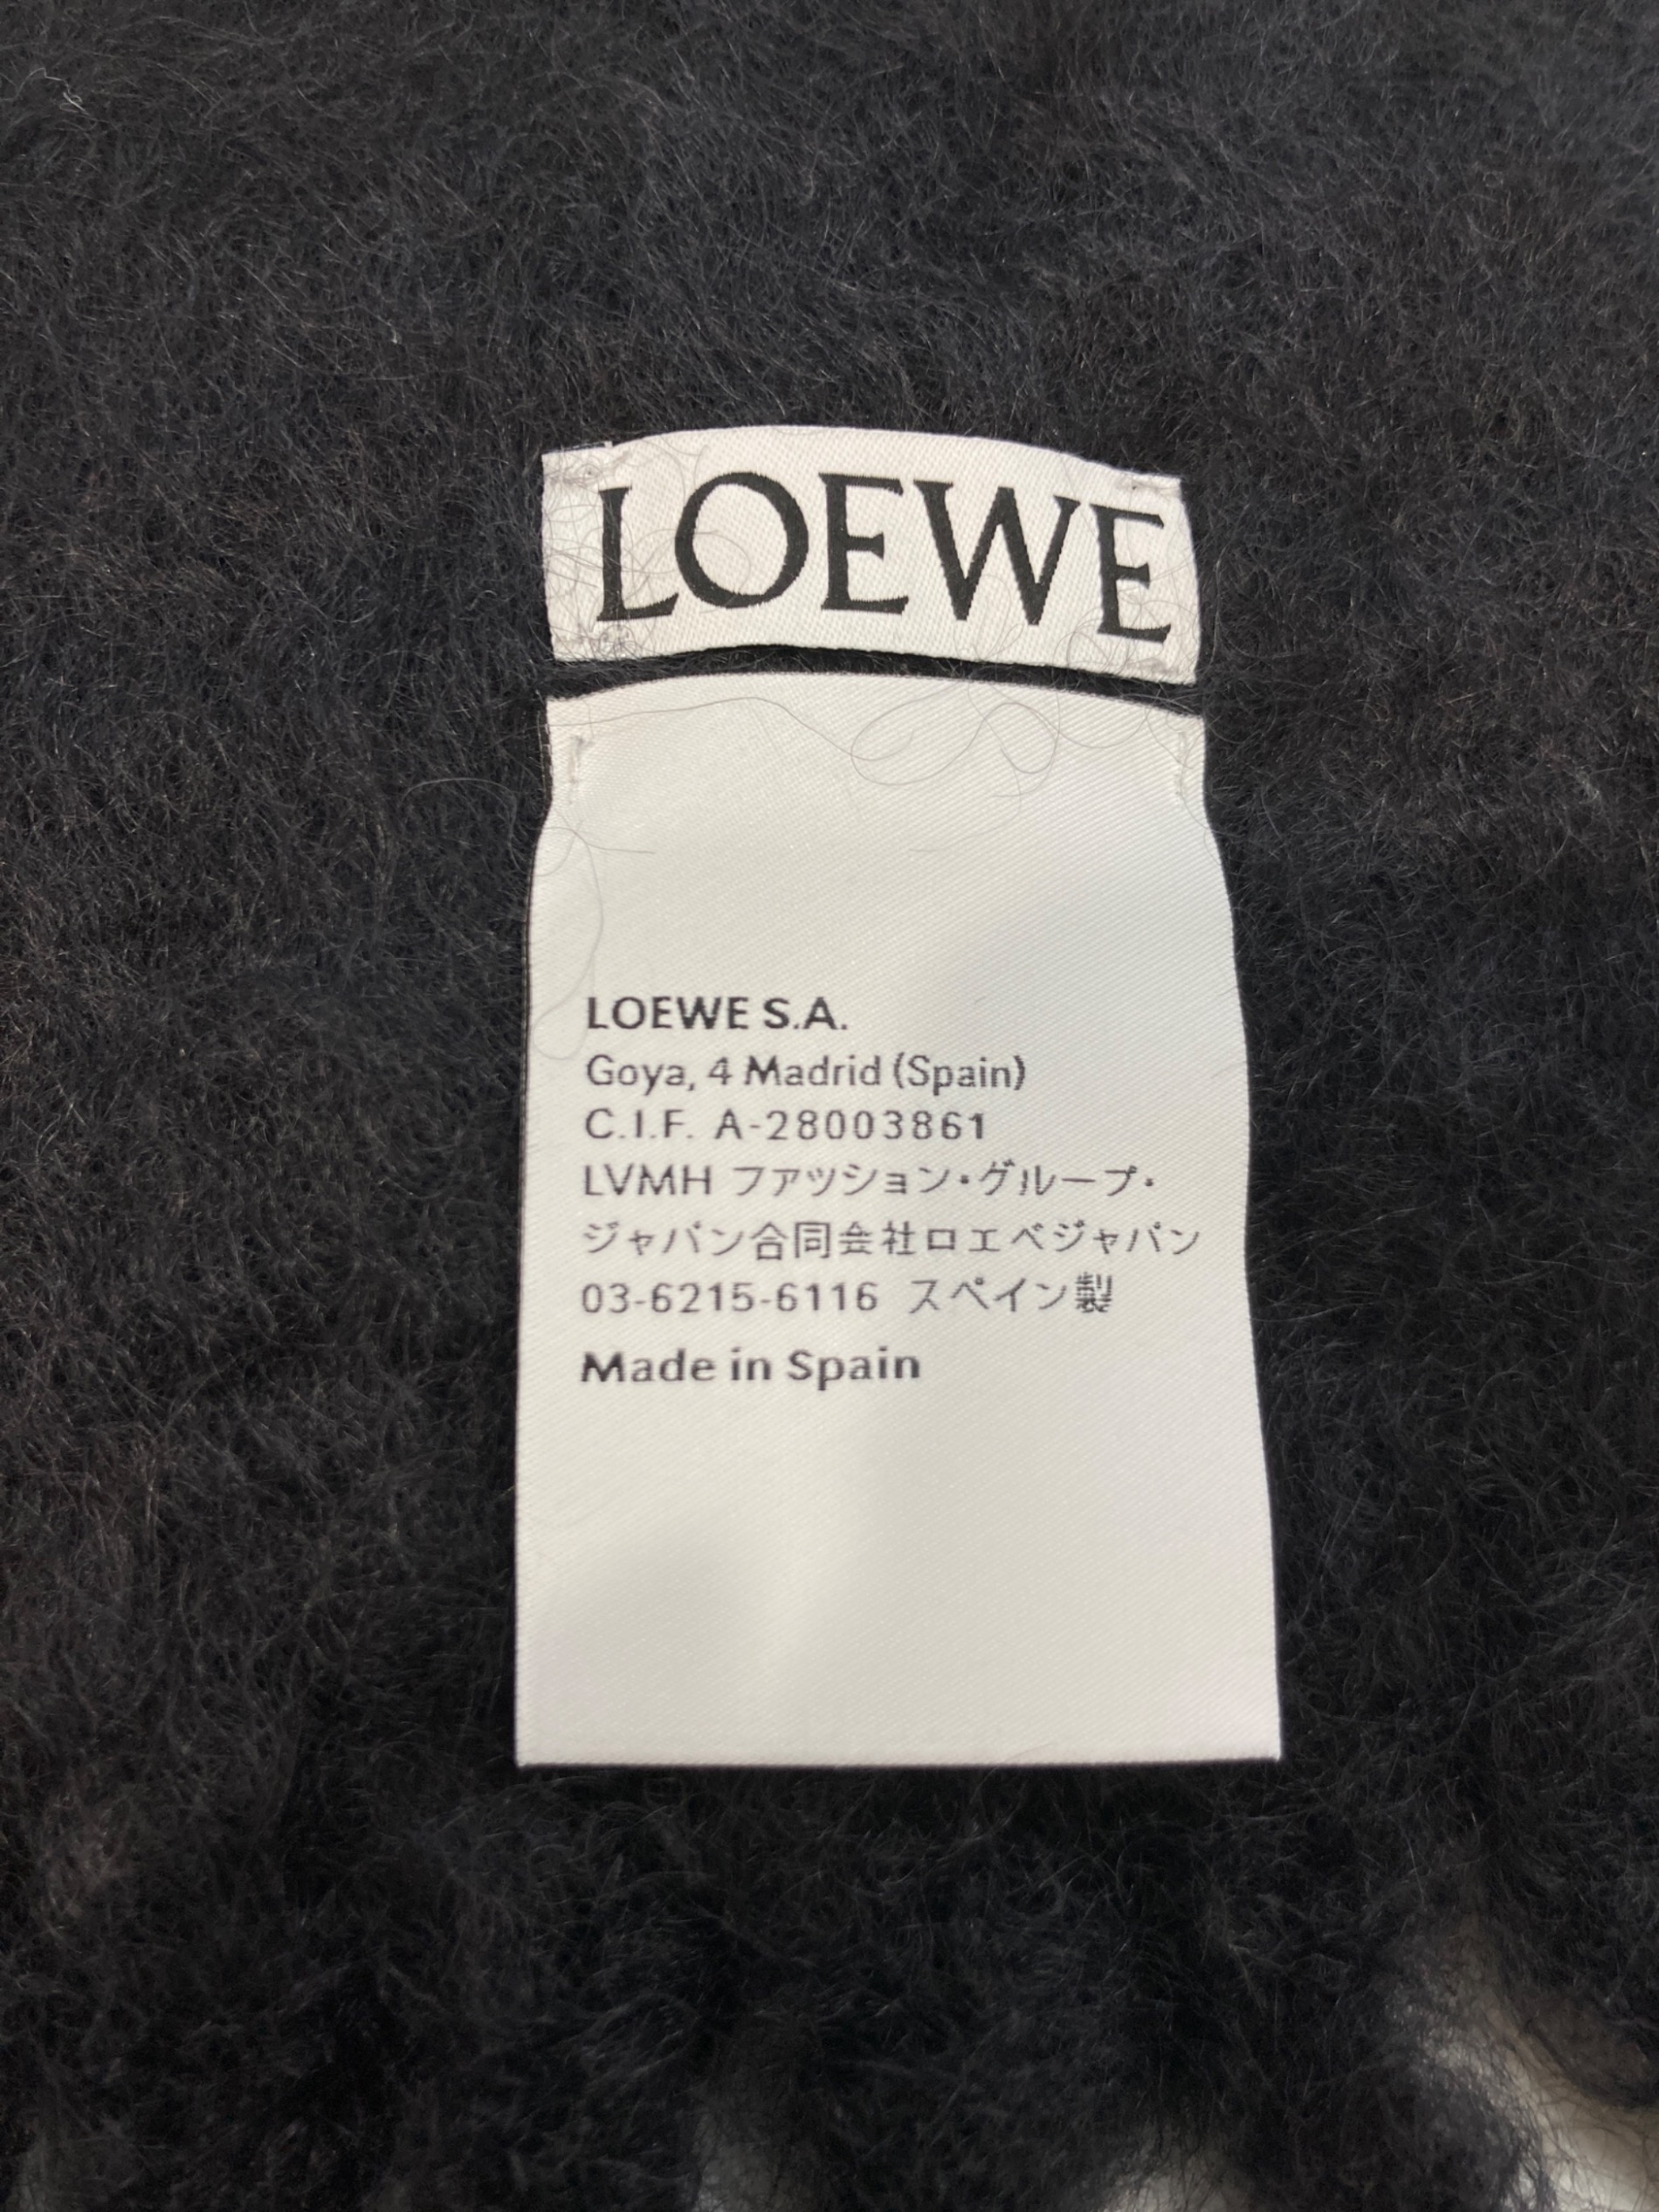 LOEWE
LOEWE S.A.
Goya, 4 Madrid (Spain)
C.I.F. A-28003861
LVMH ファッション・グループ・
ジャパン合同会社ロエベジャパン
03-6215-6116 スペイン製
Made in Spain